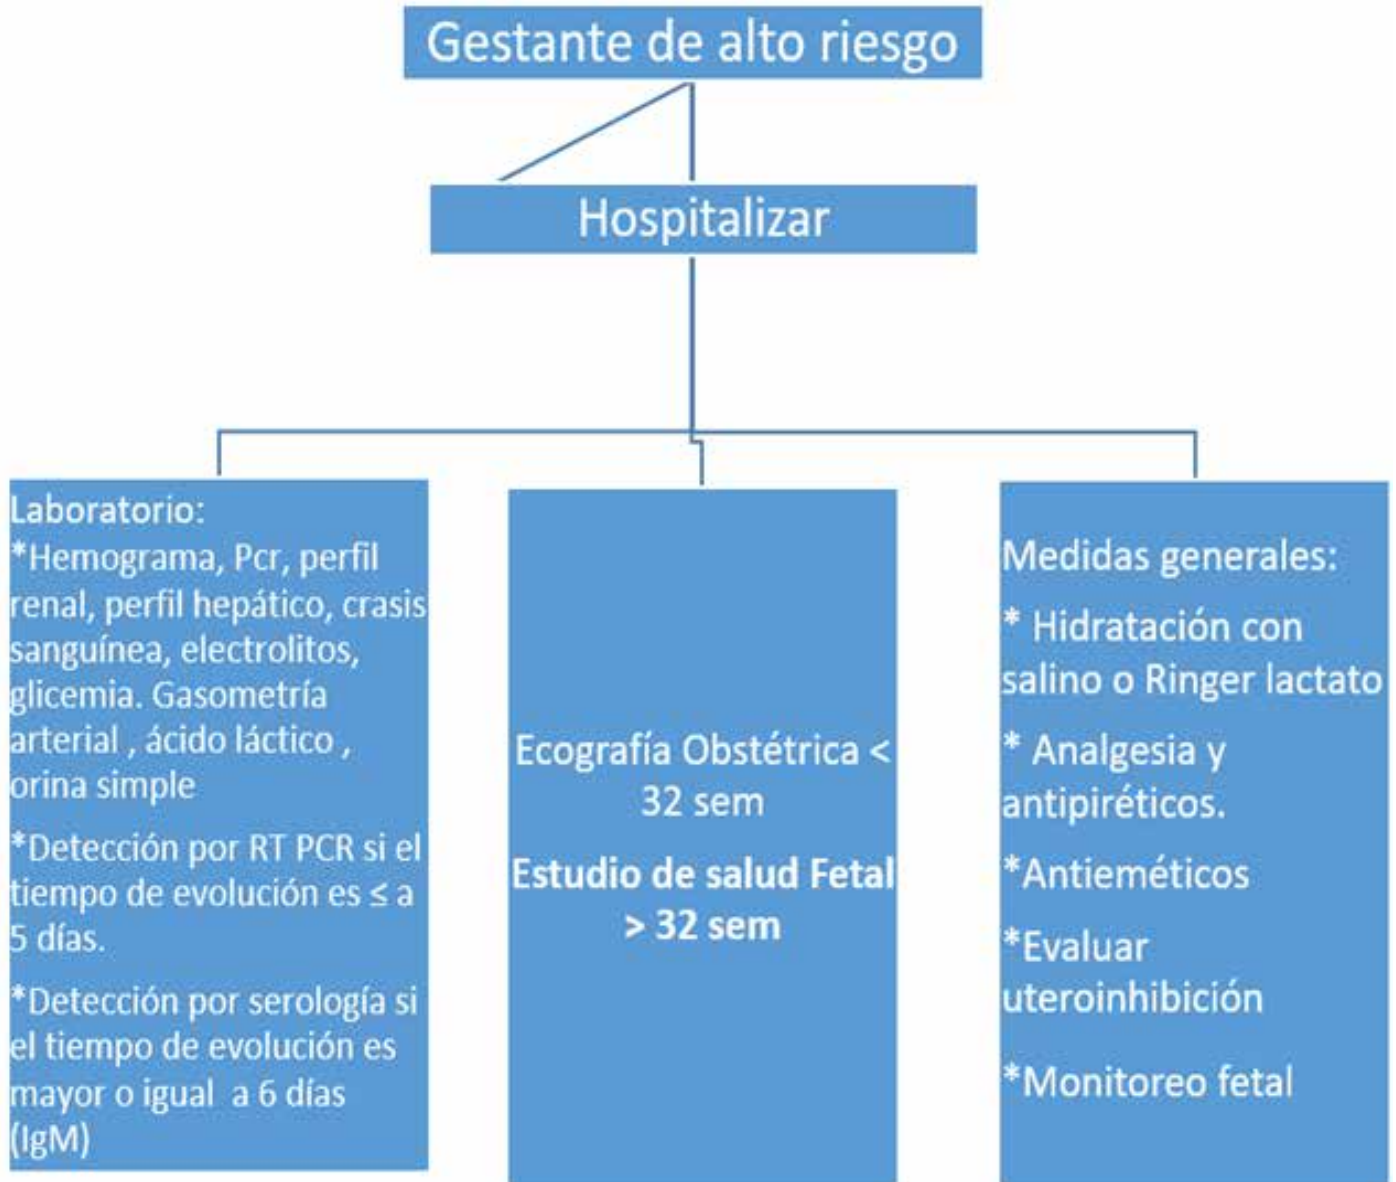 Gestante de alto riesgo
Hospitalizar
Laboratorio:
*Hemograma, Pcr, perfil
renal, perfil hepático, crasis
sanguínea, electrolitos,
glicemia. Gasometría
arterial , ácido láctico ,
orina simple
*Detección por RT PCR si el
tiempo de evolución es ≤ a
5 días.
*Detección por serología si
el tiempo de evolución es
mayor o igual a 6 días
(IgM)
Ecografía Obstétrica <
32 sem
Estudio de salud Fetal
> 32 sem
Medidas generales:
* Hidratación con
salino o Ringer lactato
* Analgesia y
antipiréticos.
*Antieméticos
*Evaluar
uteroinhibición
*Monitoreo fetal